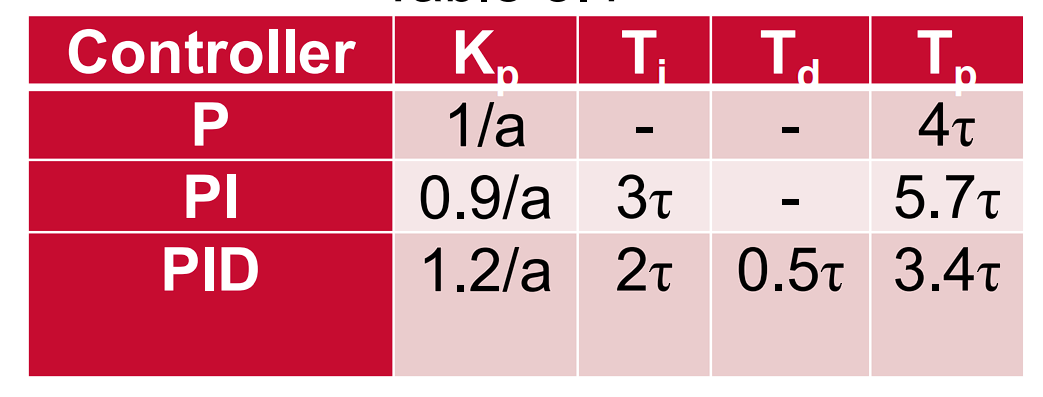 Controller Kp Ti Td Tp
P 1/a - - 4τ
PI 0.9/a 3τ - 5.7τ
PID 1.2/a 2τ 0.5τ 3.4τ